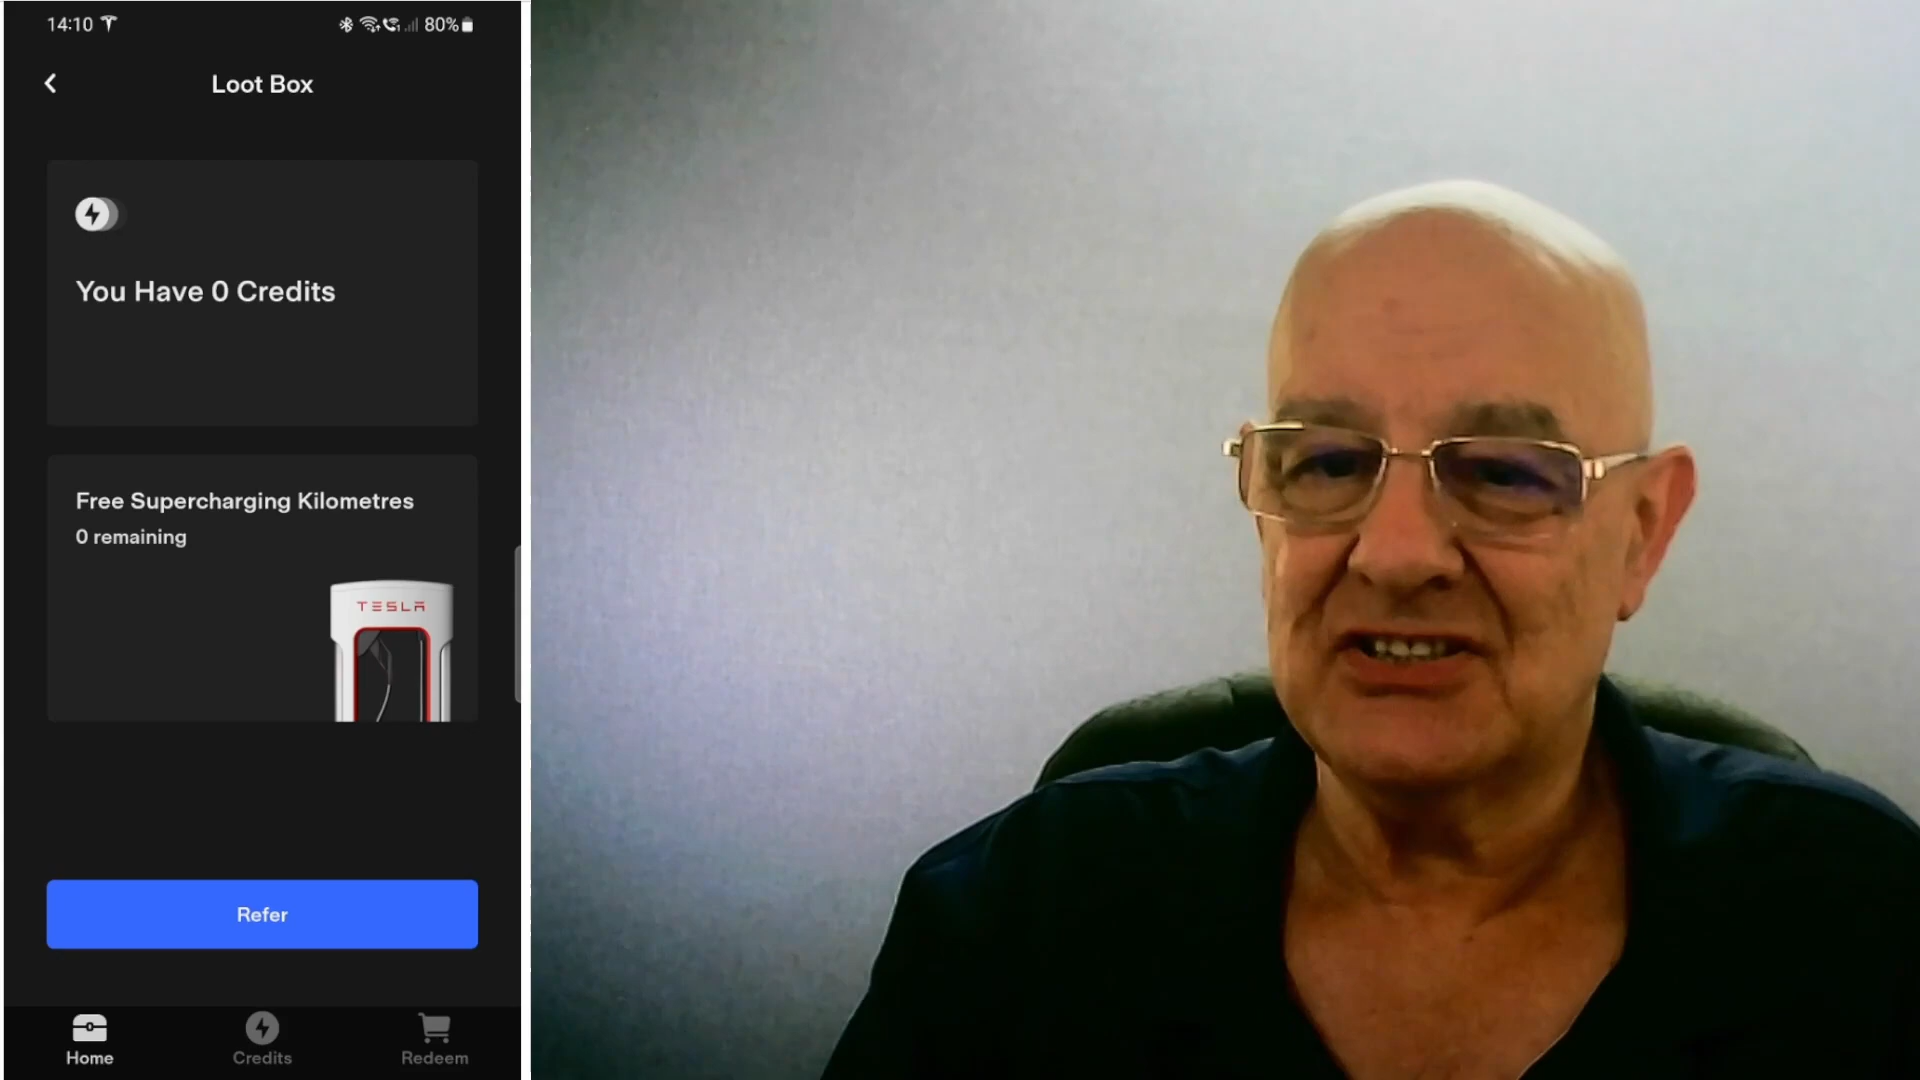 14:10
80%
Loot Box
You Have 0 Credits
Free Supercharging Kilometres
0 remaining
TESLA
Refer
Home
Credits
Redeem